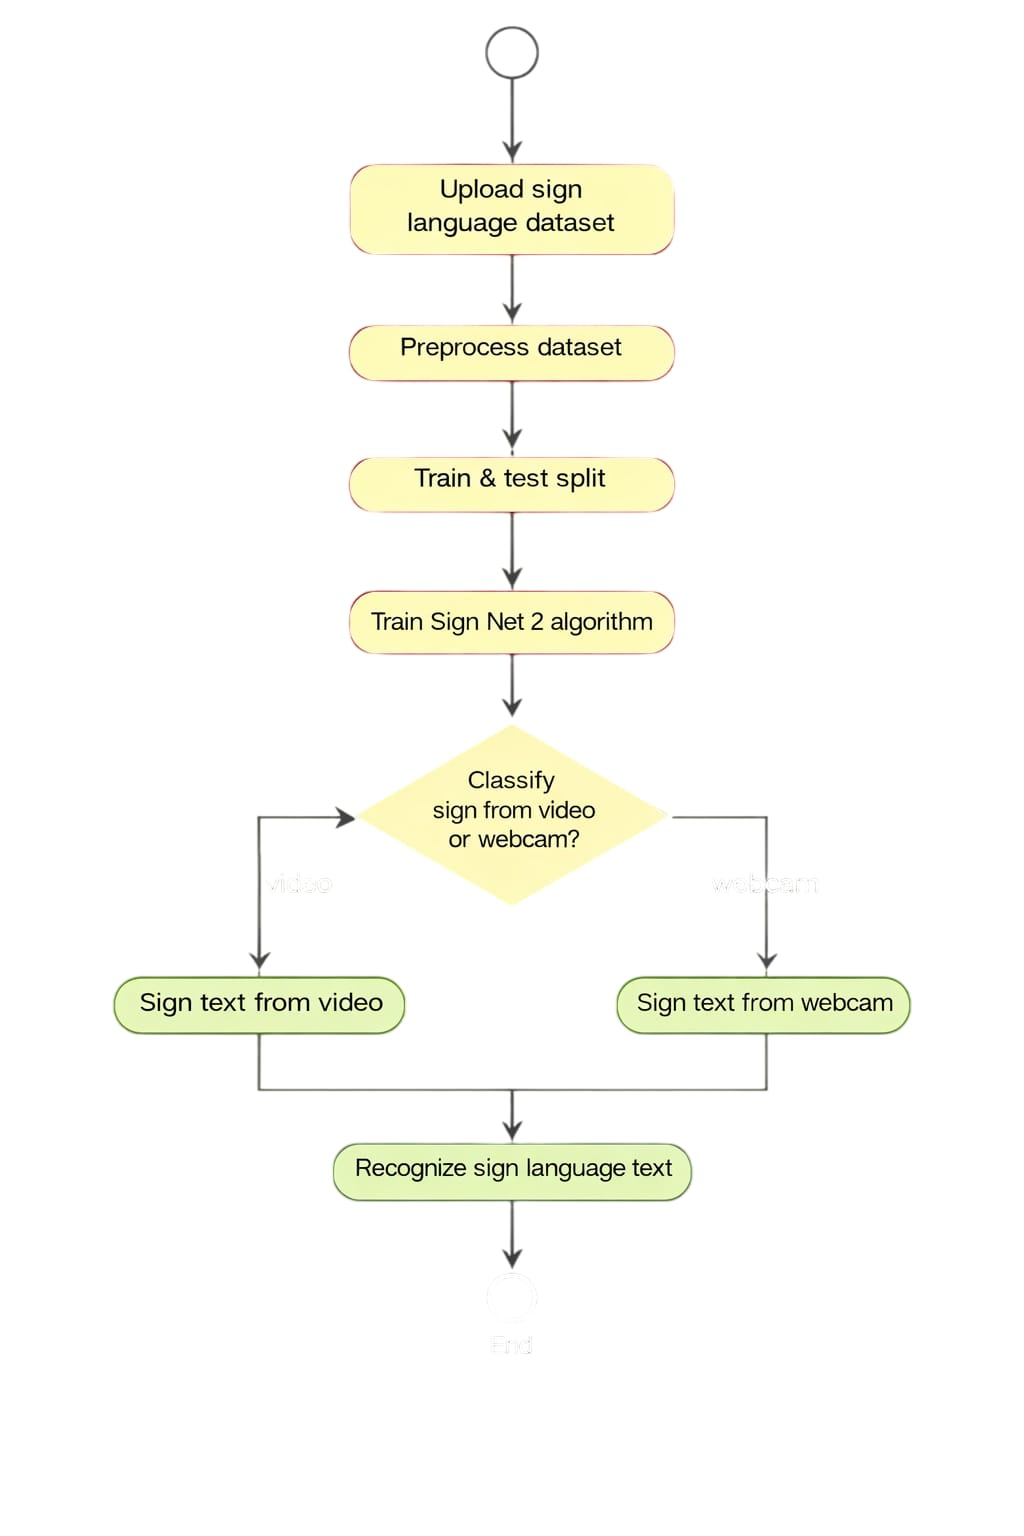 Upload sign
language dataset
Preprocess dataset
Train & test split
Train Sign Net 2 algorithm
Classify
sign from video
or webcam?
video
webcam
Sign text from video
Sign text from webcam
Recognize sign language text
End